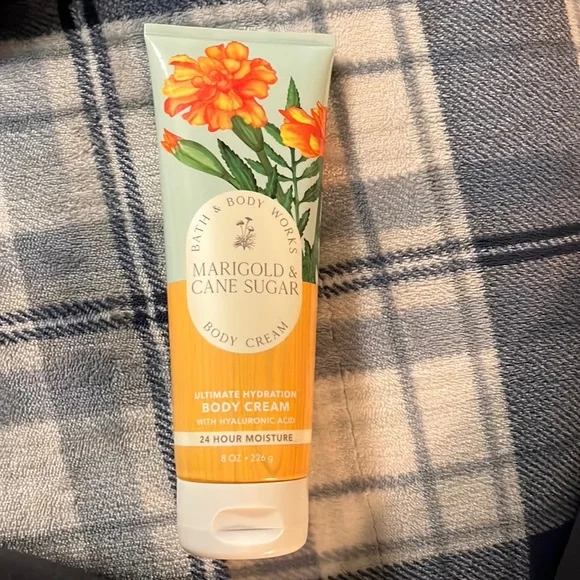 BATH & BODY WORKS
MARIGOLD &
CANE SUGAR
BODY CREAM
ULTIMATE HYDRATION
BODY CREAM
WITH HYALURONIC ACID
24 HOUR MOISTURE
8 OZ • 226 g